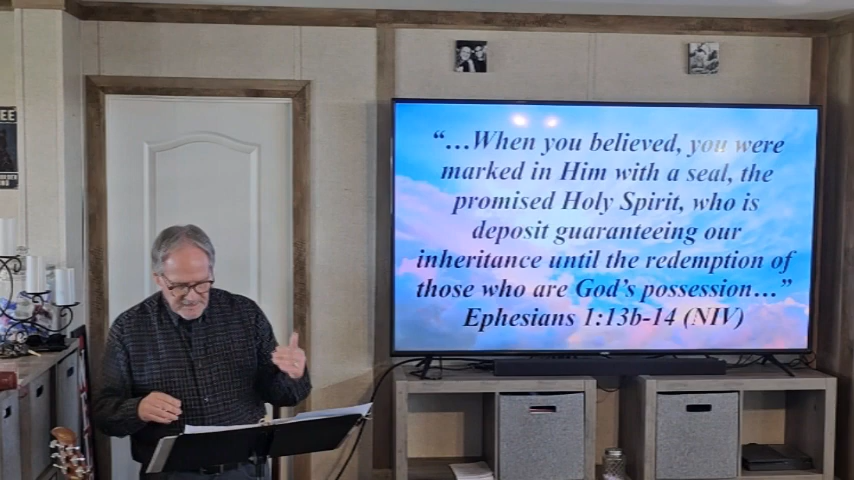 “…When you believed, you were
marked in Him with a seal, the
promised Holy Spirit, who is
deposit guaranteeing our
inheritance until the redemption of
those who are God’s possession…”
Ephesians 1:13b-14 (NIV)
EE